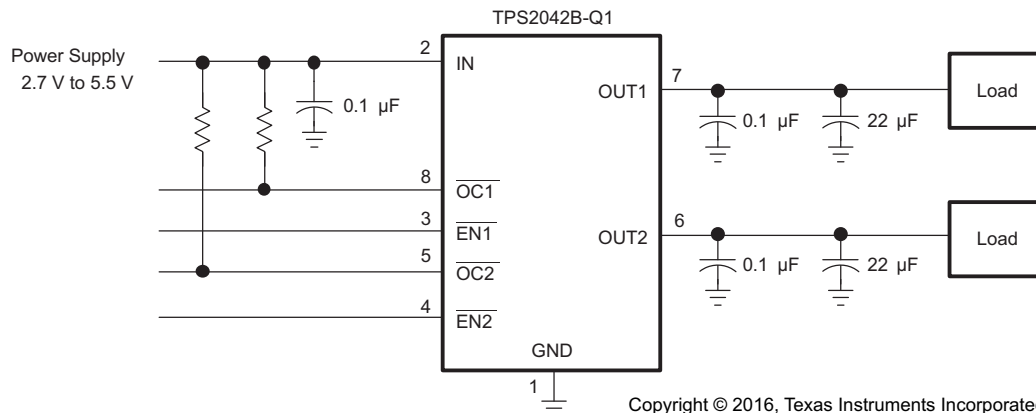 TPS2042B-Q1
Power Supply
2.7 V to 5.5 V
2
IN
0.1 µF
7
OUT1
0.1 µF
22 µF
Load
8
OC1
3
EN1
5
OC2
4
EN2
6
OUT2
0.1 µF
22 µF
Load
GND
1
Copyright © 2016, Texas Instruments Incorporate